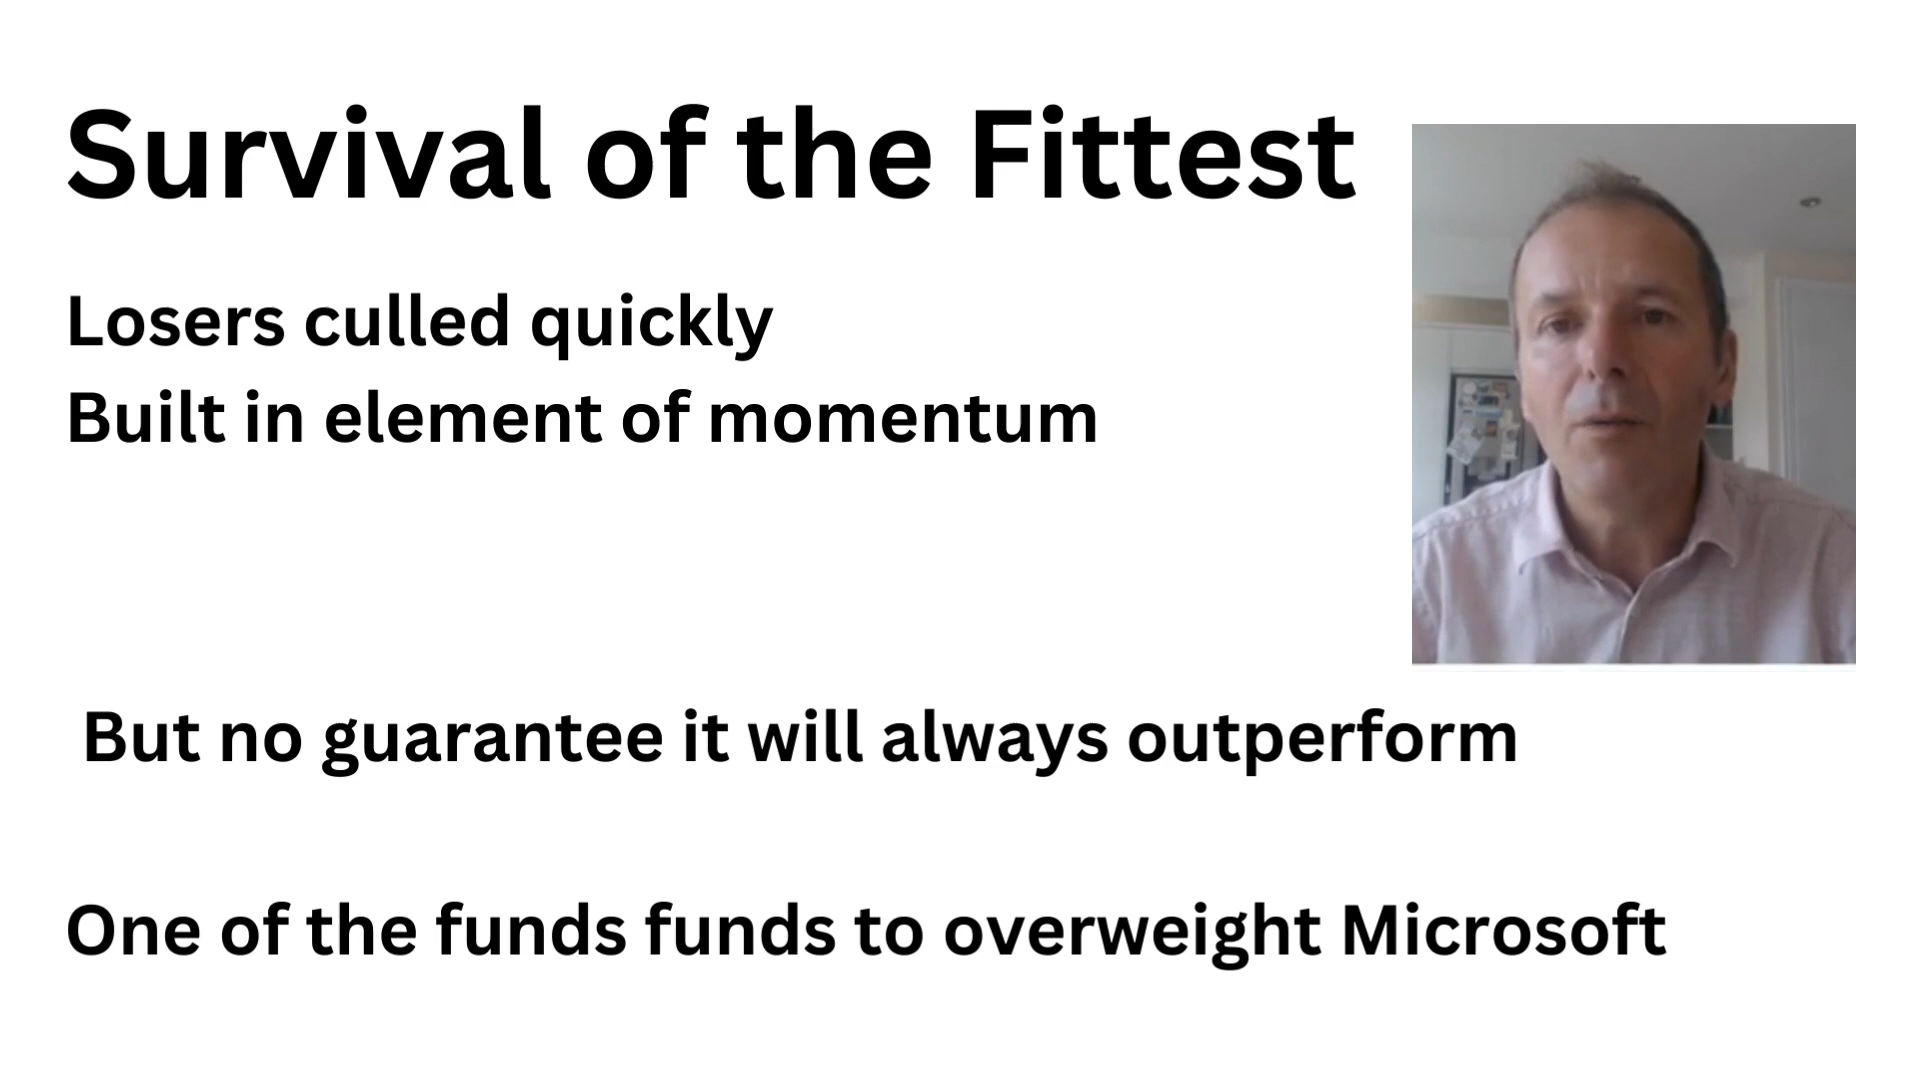 Survival of the Fittest
Losers culled quickly
Built in element of momentum
But no guarantee it will always outperform
One of the funds funds to overweight Microsoft